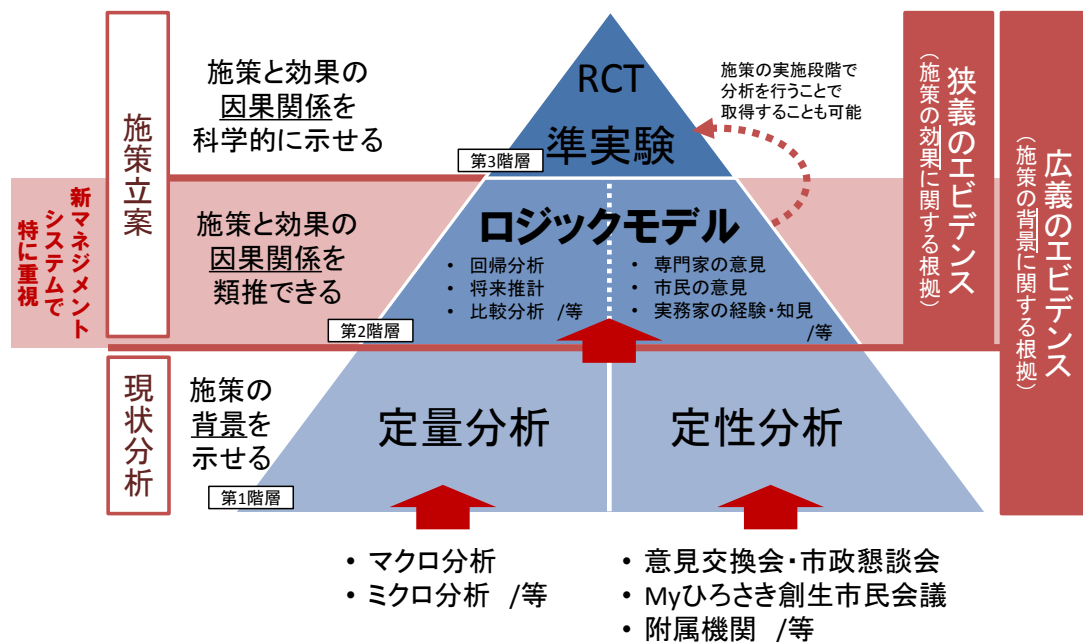 施策立案
施策と効果の
因果関係を
科学的に示せる
第3階層
RCT
準実験
施策の実施段階で
分析を行うことで
取得することも可能
新マネジメント
システムで
特に重視
施策と効果の
因果関係を
類推できる
第2階層
ロジックモデル
• 回帰分析
• 将来推計
• 比較分析 /等
• 専門家の意見
• 市民の意見
• 実務家の経験・知見
/等
現状分析
施策の
背景を
示せる
第1階層
定量分析
定性分析
• マクロ分析
• ミクロ分析 /等
• 意見交換会・市政懇談会
• Myひろさき創生市民会議
• 附属機関 /等
狭義のエビデンス
(施策の効果に関する根拠)
広義のエビデンス
(施策の背景に関する根拠)